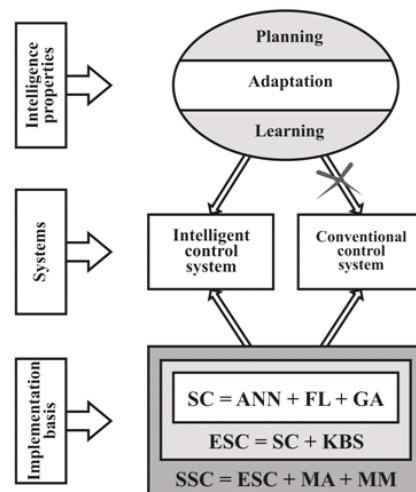 Intelligence
properties
Planning
Adaptation
Learning
Systems
Intelligent
control
system
Conventional
control
system
Implementation
basis
SC = ANN + FL + GA
ESC = SC + KBS
SSC = ESC + MA + MM